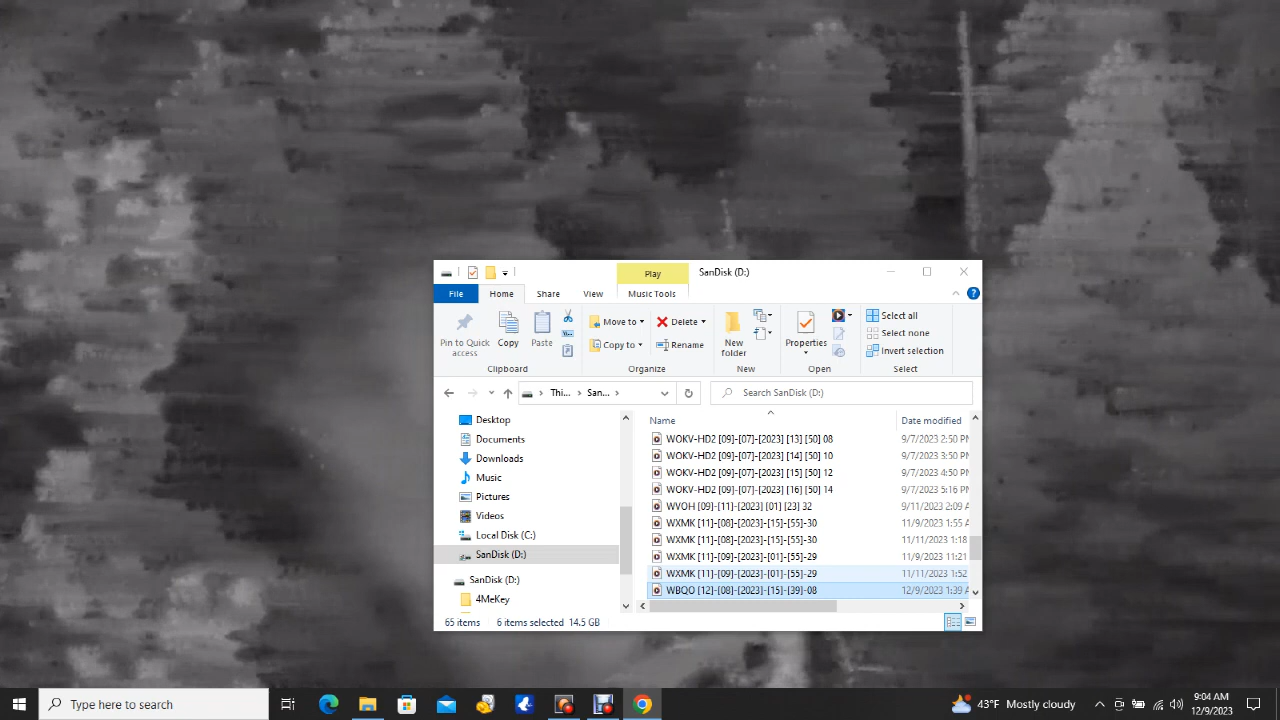 Play
SanDisk (D:)
File
Home
Share
View
Music Tools
Pin to Quick access
Copy
Paste
Move to
Copy to
Delete
Rename
New folder
Properties
Select all
Select none
Invert selection
Clipboard
Organize
New
Open
Select
Thi...
San...
Search SanDisk (D:)
Desktop
Documents
Downloads
Music
Pictures
Videos
Local Disk (C:)
SanDisk (D:)
SanDisk (D:)
4MeKey
Name Date modified
WOKV-HD2 [09]-[07]-[2023] [13] [50] 08 9/7/2023 2:50 PM
WOKV-HD2 [09]-[07]-[2023] [14] [50] 10 9/7/2023 3:50 PM
WOKV-HD2 [09]-[07]-[2023] [15] [50] 12 9/7/2023 4:50 PM
WOKV-HD2 [09]-[07]-[2023] [16] [50] 14 9/7/2023 5:16 PM
WVOH [09]-[11]-[2023] [01] [23] 32 9/11/2023 2:09 A
WXMK [11]-[08]-[2023]-[15]-[55]-30 11/9/2023 1:55 A
WXMK [11]-[08]-[2023]-[15]-[55]-30 11/11/2023 1:18
WXMK [11]-[09]-[2023]-[01]-[55]-29 11/9/2023 11:21
WXMK [11]-[09]-[2023]-[01]-[55]-29 11/11/2023 1:52
WBQO [12]-[08]-[2023]-[15]-[39]-08 12/9/2023 1:39 A
65 items 6 items selected 14.5 GB
Type here to search
43°F Mostly cloudy
9:04 AM
12/9/2023